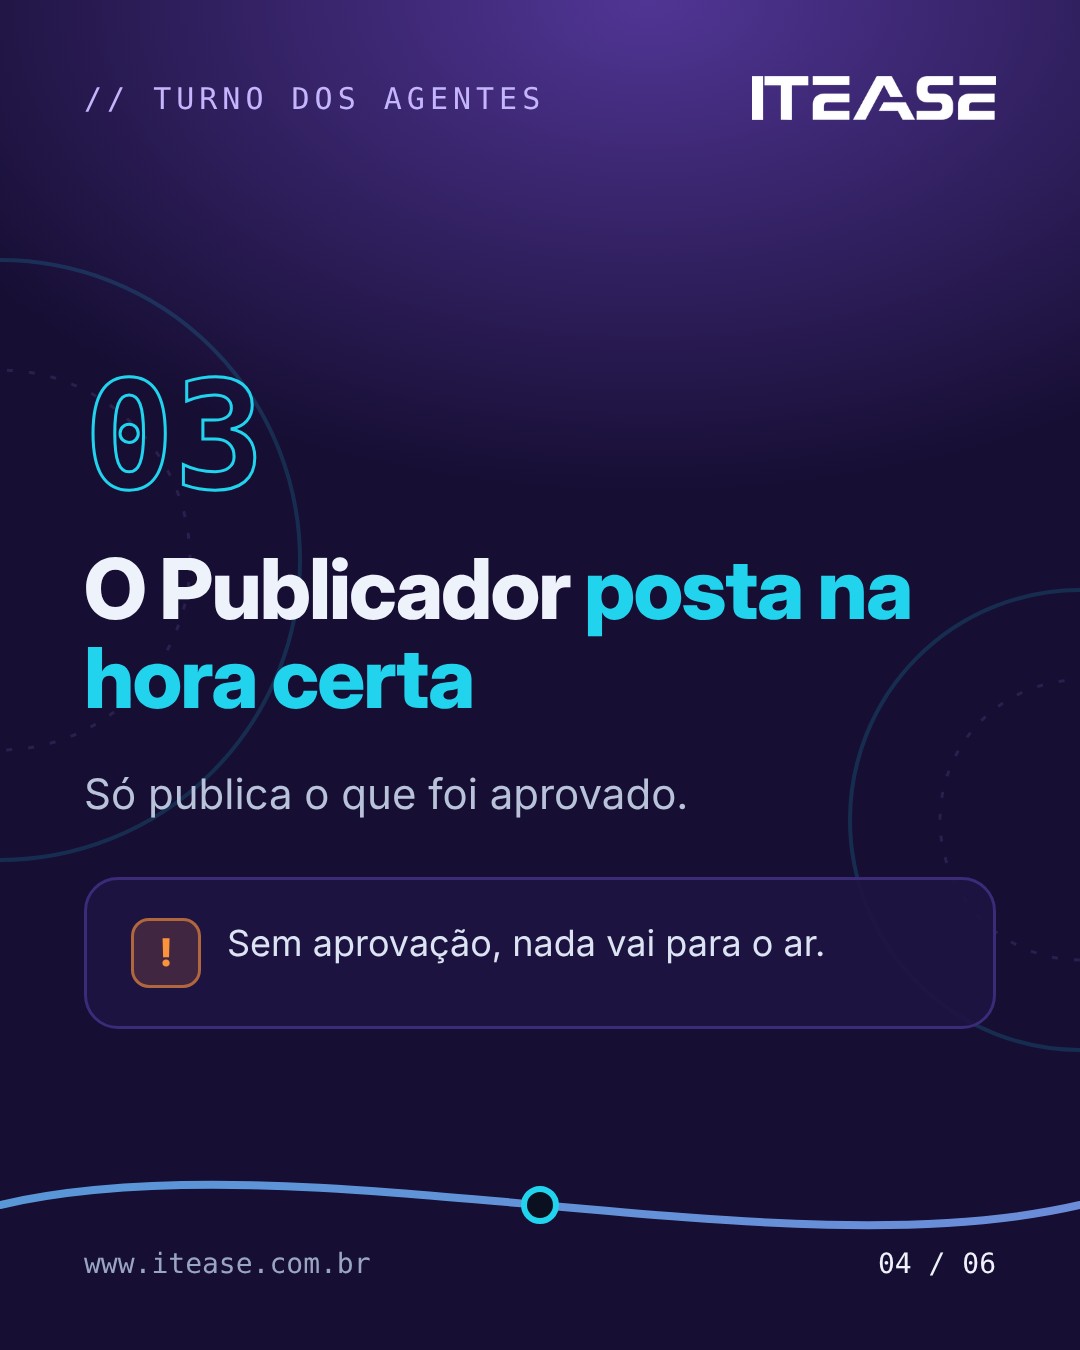 // TURNO DOS AGENTES
ITEASE
03
O Publicador posta na
hora certa
Só publica o que foi aprovado.
! Sem aprovação, nada vai para o ar.
www.itease.com.br
04 / 06